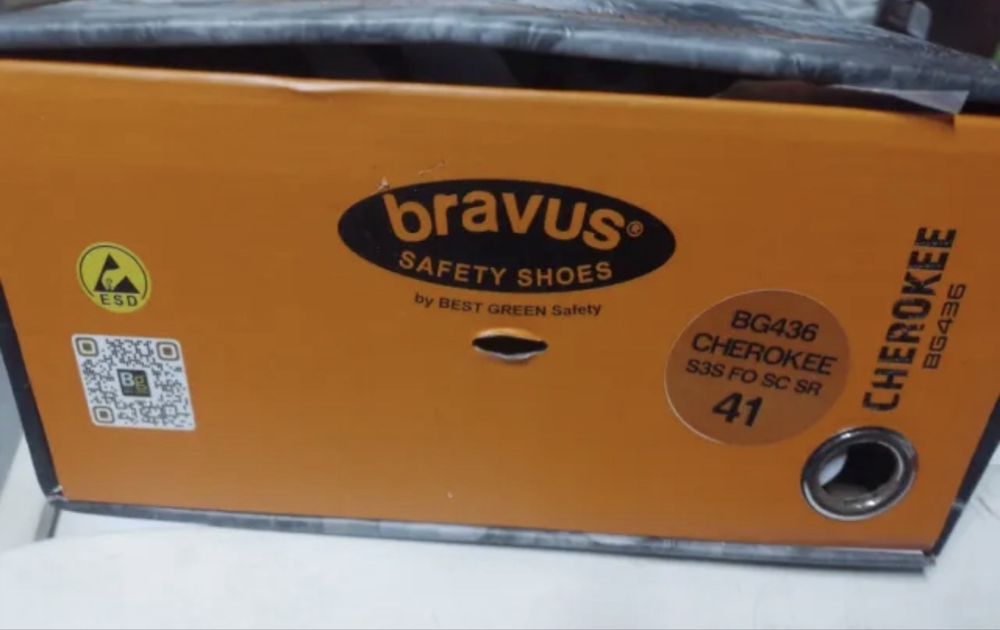 bravus®
SAFETY SHOES
by BEST GREEN Safety
ESD
BG436
CHEROKEE
S3S FO SC SR
41
CHEROKEE
BG436